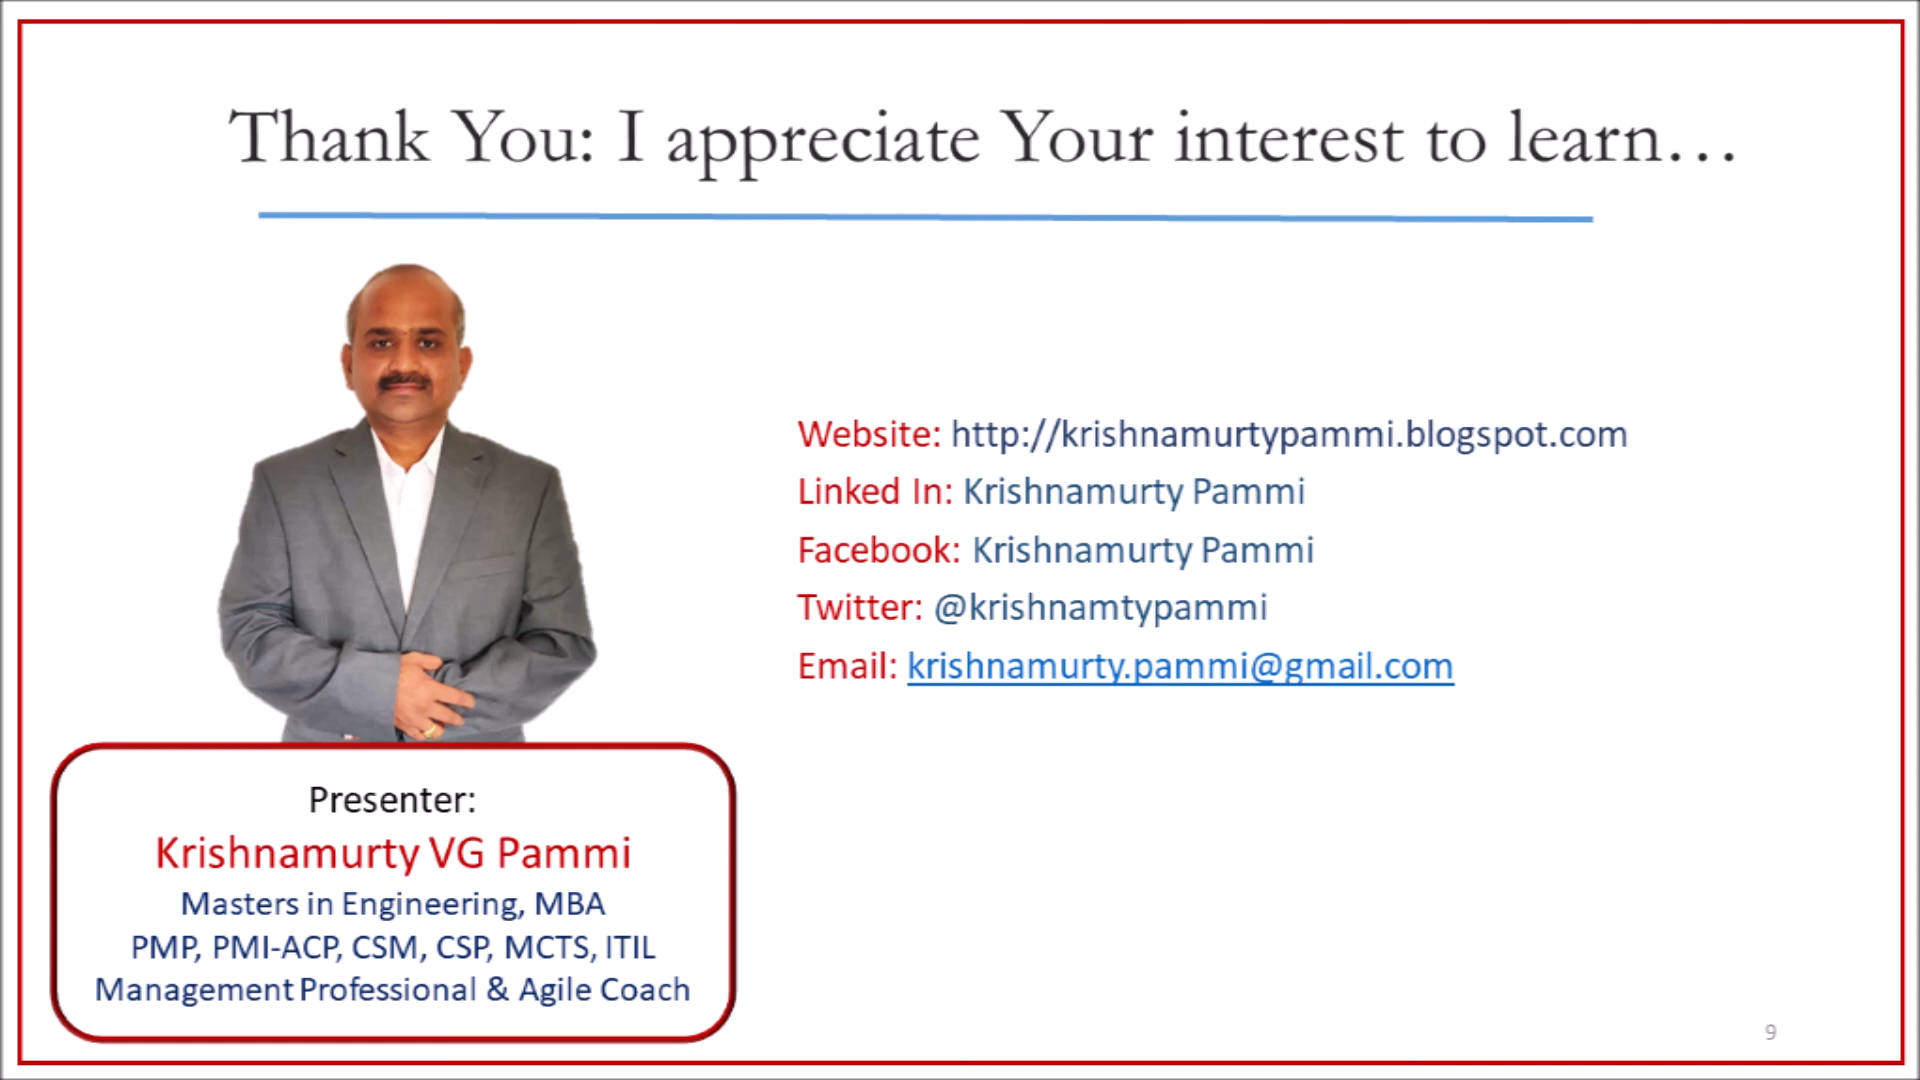 Thank You: I appreciate Your interest to learn…
Website: http://krishnamurtypammi.blogspot.com
Linked In: Krishnamurty Pammi
Facebook: Krishnamurty Pammi
Twitter: @krishnamtypammi
Email: krishnamurty.pammi@gmail.com
Presenter:
Krishnamurty VG Pammi
Masters in Engineering, MBA
PMP, PMI-ACP, CSM, CSP, MCTS, ITIL
Management Professional & Agile Coach
9